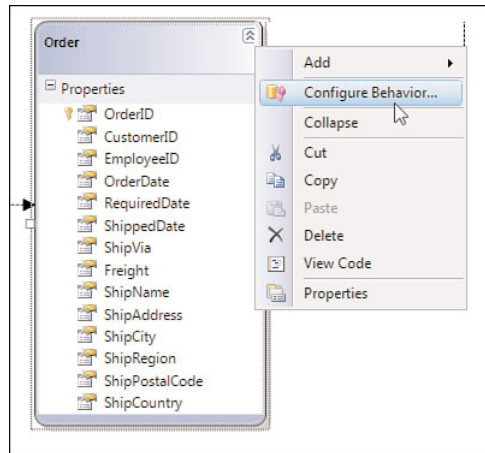 Order
Properties
OrderID
CustomerID
EmployeeID
OrderDate
RequiredDate
ShippedDate
ShipVia
Freight
ShipName
ShipAddress
ShipCity
ShipRegion
ShipPostalCode
ShipCountry
Add
Configure Behavior...
Collapse
Cut
Copy
Paste
Delete
View Code
Properties